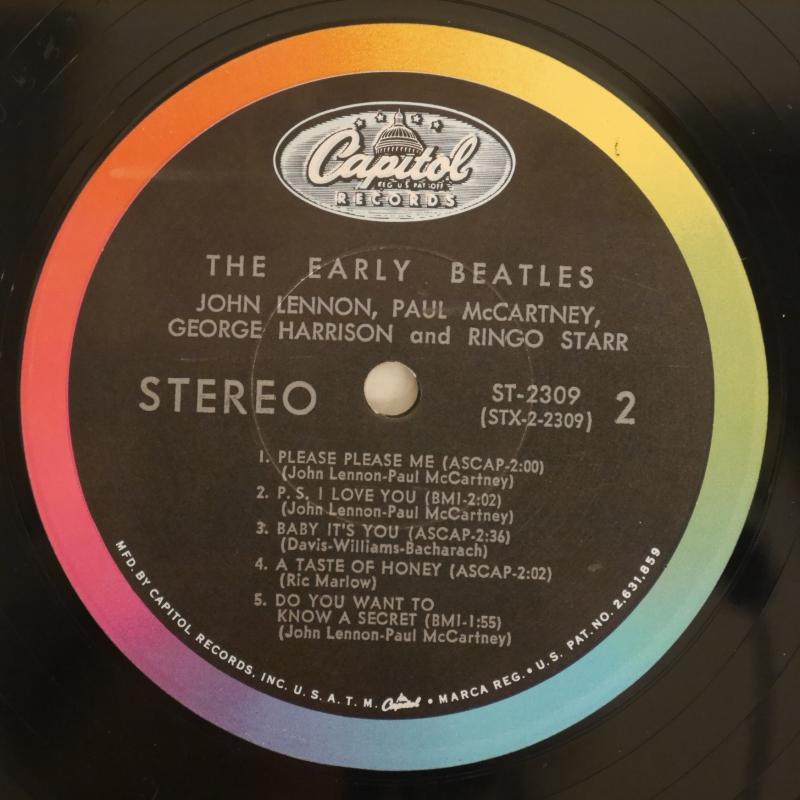 Capitol
REG. U.S. PAT. OFF.
RECORDS
THE EARLY BEATLES
JOHN LENNON, PAUL McCARTNEY,
GEORGE HARRISON and RINGO STARR
STEREO
ST-2309
(STX-2-2309)
2
1. PLEASE PLEASE ME (ASCAP-2:00)
(John Lennon-Paul McCartney)
2. P. S. I LOVE YOU (BMI-2:02)
(John Lennon-Paul McCartney)
3. BABY IT'S YOU (ASCAP-2:36)
(Davis-Williams-Bacharach)
4. A TASTE OF HONEY (ASCAP-2:02)
(Ric Marlow)
5. DO YOU WANT TO
KNOW A SECRET (BMI-1:55)
(John Lennon-Paul McCartney)
MFD. BY CAPITOL RECORDS, INC. U. S. A. T. M. Capitol • MARCA REG. • U. S. PAT. NO. 2,631,859